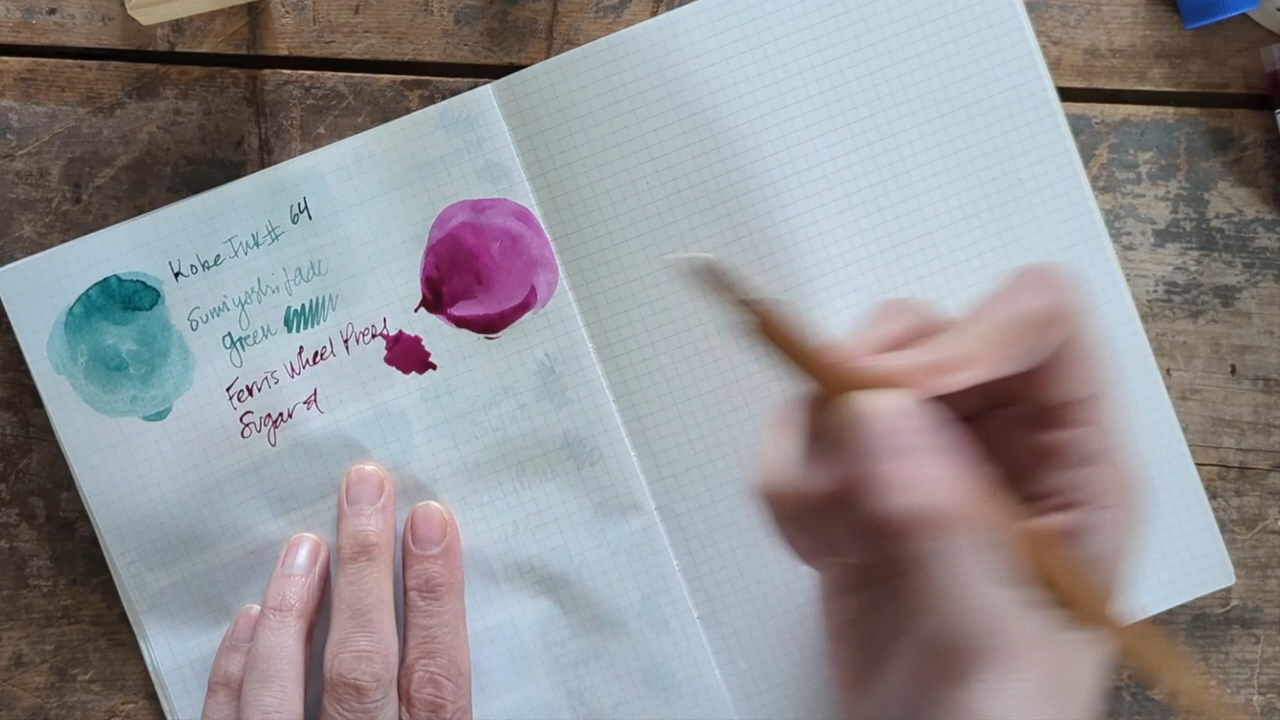 Kobe Ink # 64
Sumiyoshi Jade
green
Ferris Wheel Press
Sugar d